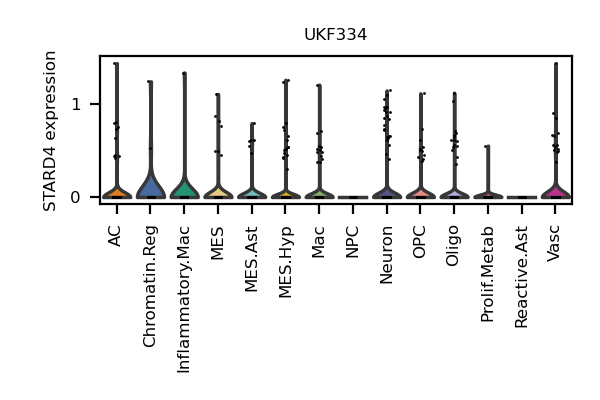 UKF334
STARD4 expression
1
0
AC
Chromatin.Reg
Inflammatory.Mac
MES
MES.Ast
MES.Hyp
Mac
NPC
Neuron
OPC
Oligo
Prolif.Metab
Reactive.Ast
Vasc